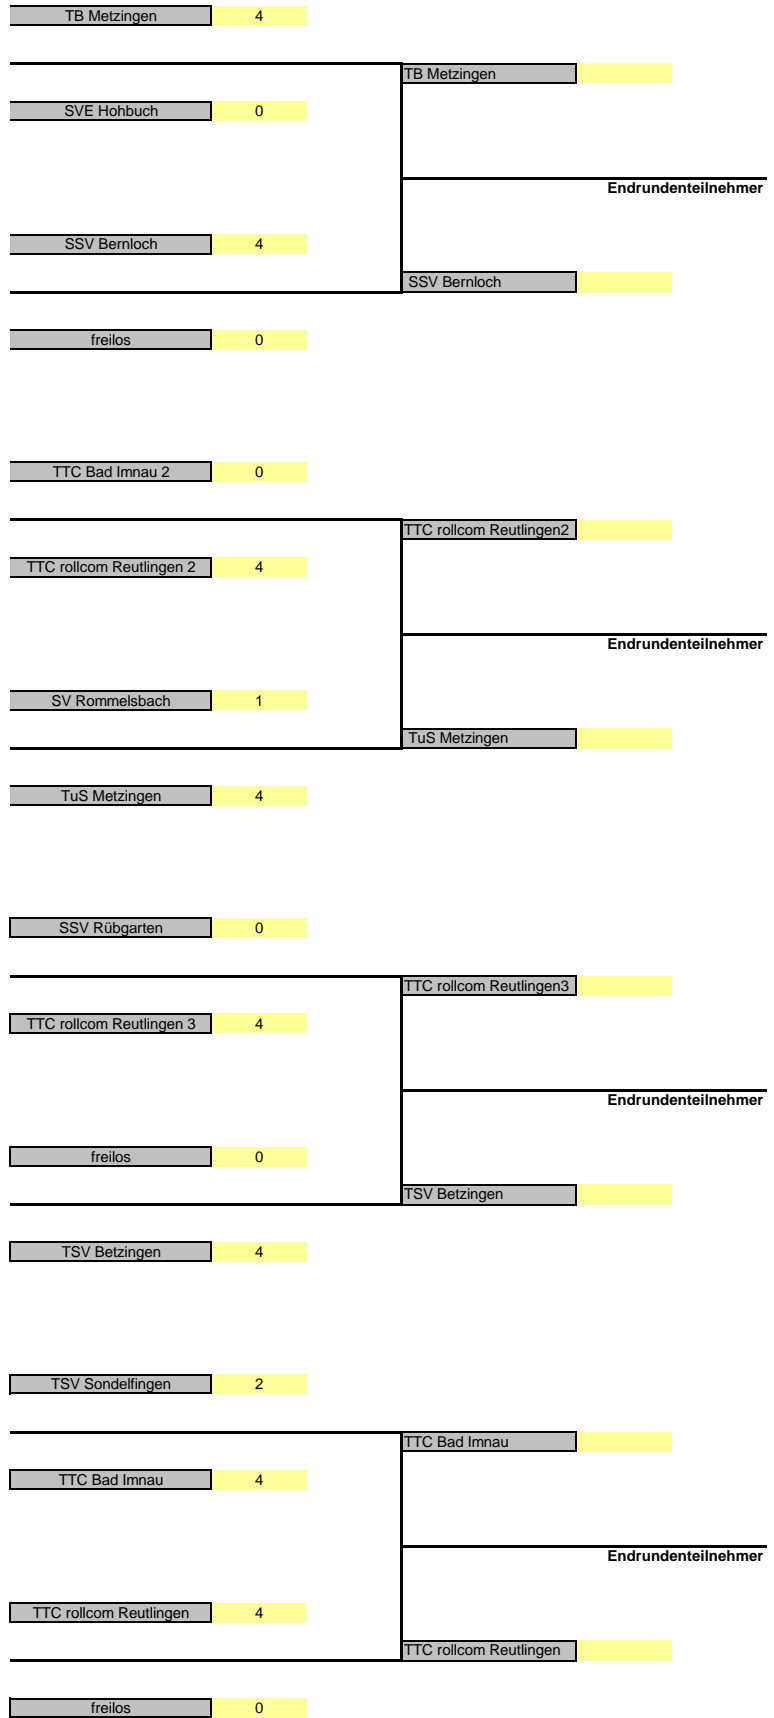 TB Metzingen 4
TB Metzingen
SVE Hohbuch 0
Endrundenteilnehmer
SSV Bernloch 4
SSV Bernloch
freilos 0
TTC Bad Imnau 2 0
TTC rollcom Reutlingen2
TTC rollcom Reutlingen 2 4
Endrundenteilnehmer
SV Rommelsbach 1
TuS Metzingen
TuS Metzingen 4
SSV Rübgarten 0
TTC rollcom Reutlingen3
TTC rollcom Reutlingen 3 4
Endrundenteilnehmer
freilos 0
TSV Betzingen
TSV Betzingen 4
TSV Sondelfingen 2
TTC Bad Imnau
TTC Bad Imnau 4
Endrundenteilnehmer
TTC rollcom Reutlingen 4
TTC rollcom Reutlingen
freilos 0